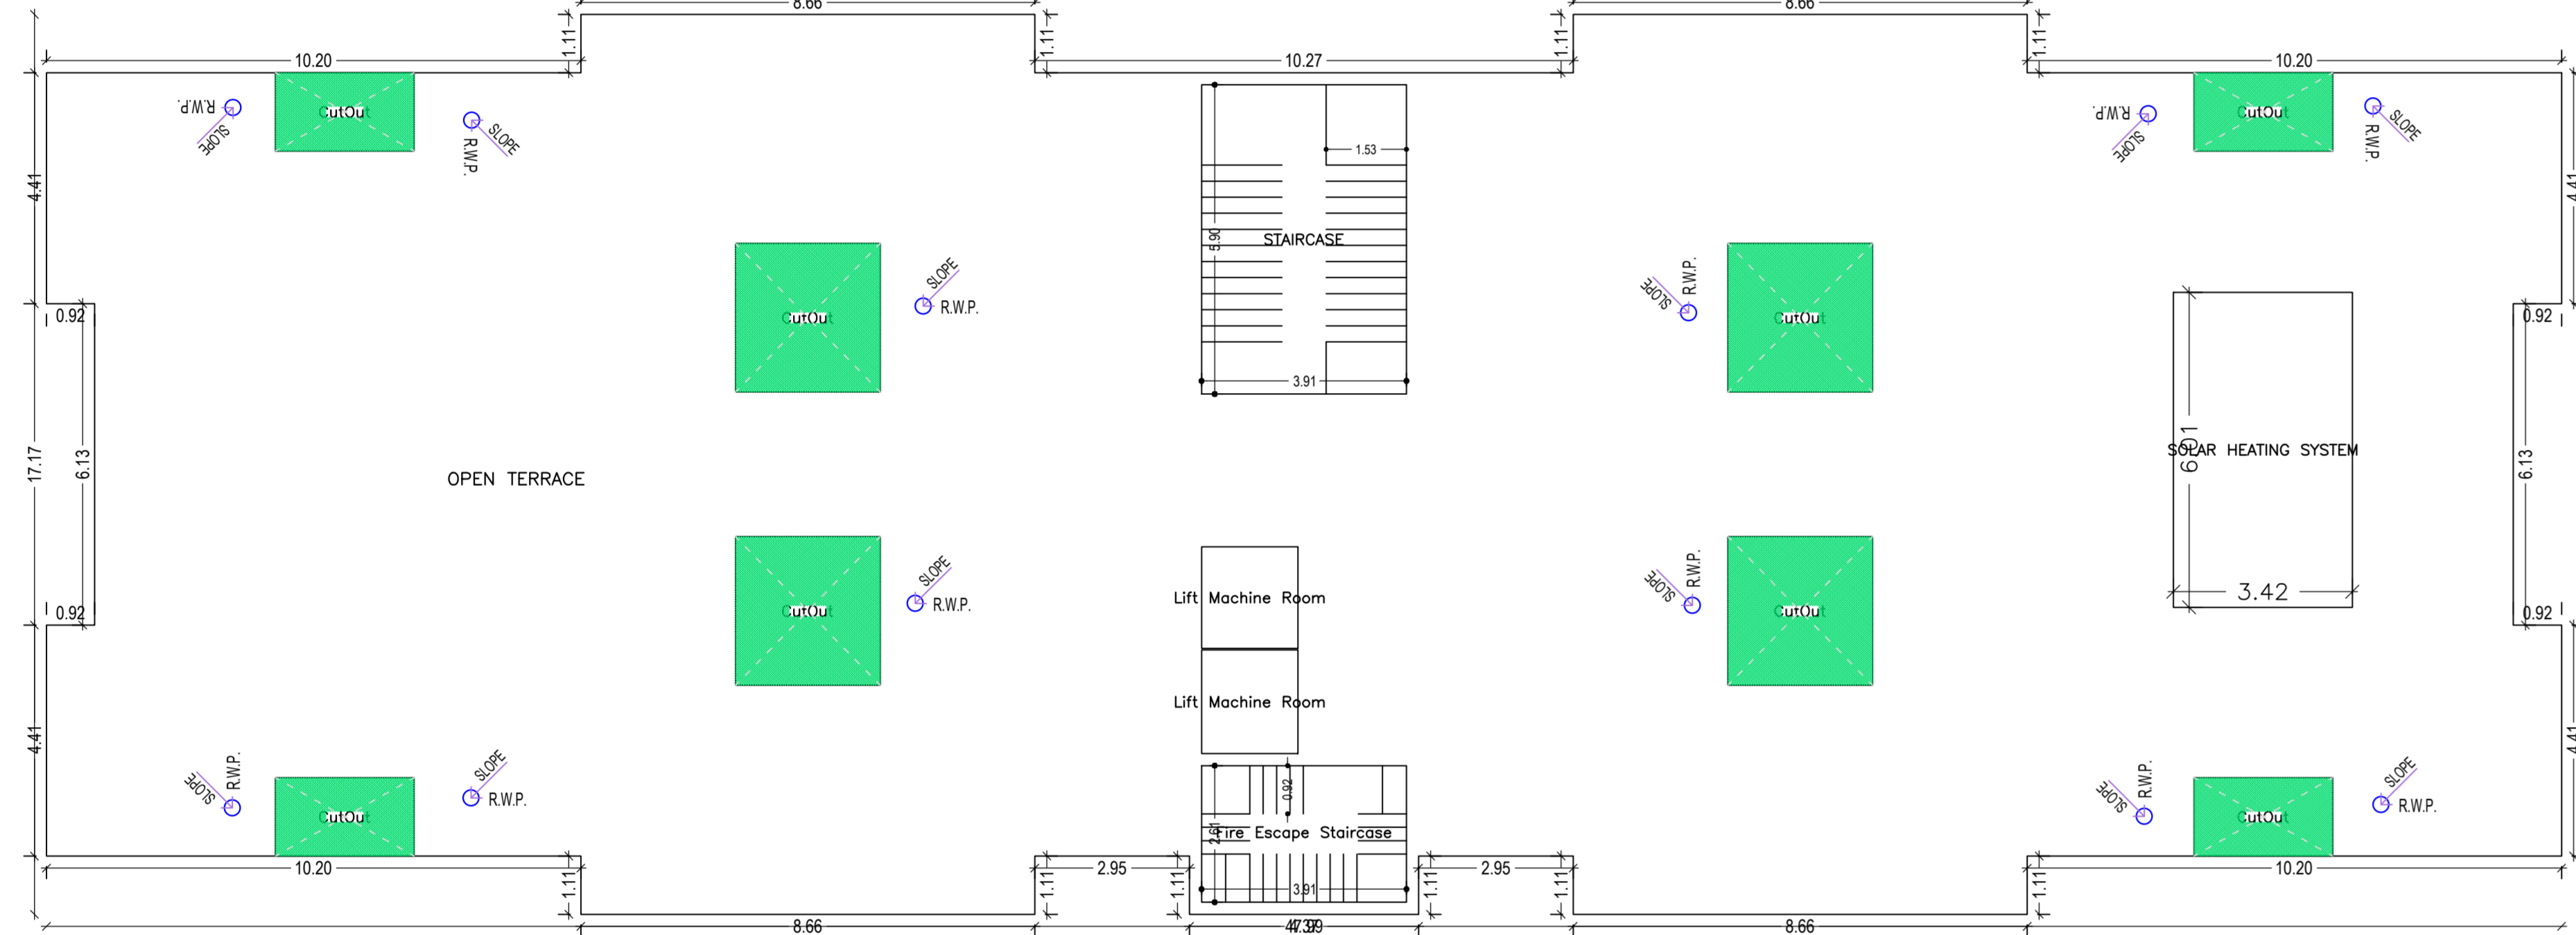 8.66
8.66
1.11
1.11
1.11
1.11
10.20
10.27
10.20
R.W.P.
SLOPE
CutOut
SLOPE
R.W.P.
1.53
R.W.P.
SLOPE
CutOut
SLOPE
R.W.P.
4.41
4.41
5.90
STAIRCASE
SLOPE
R.W.P.
CutOut
SLOPE
R.W.P.
CutOut
0.92
0.92
3.91
17.17
6.13
OPEN TERRACE
6.01
SOLAR HEATING SYSTEM
6.13
3.42
0.92
0.92
CutOut
SLOPE
R.W.P.
Lift Machine Room
SLOPE
R.W.P.
CutOut
Lift Machine Room
4.41
4.41
SLOPE
R.W.P.
CutOut
SLOPE
R.W.P.
0.92
2.61
Fire Escape Staircase
3.91
SLOPE
R.W.P.
CutOut
SLOPE
R.W.P.
10.20
1.11
1.11
2.95
1.11
1.11
2.95
1.11
1.11
10.20
8.66
8.66